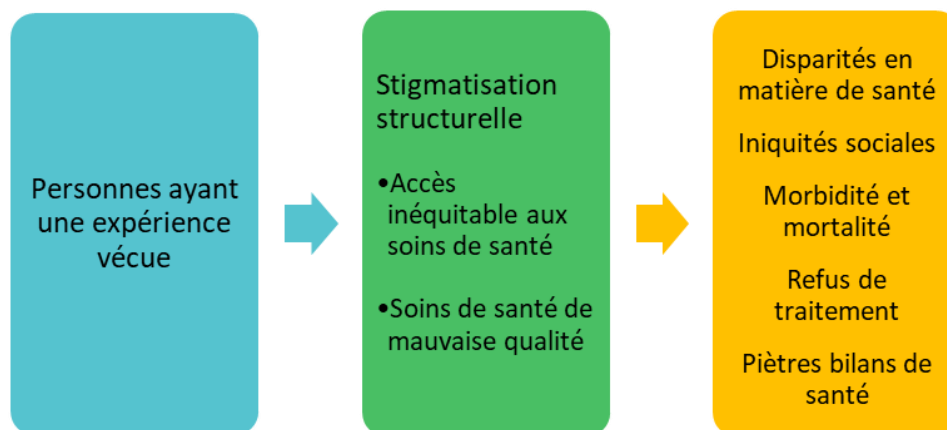 Personnes ayant
une expérience
vécue
Stigmatisation
structurelle
•Accès
inéquitable aux
soins de santé
•Soins de santé de
mauvaise qualité
Disparités en
matière de santé
Iniquités sociales
Morbidité et
mortalité
Refus de
traitement
Piètres bilans de
santé